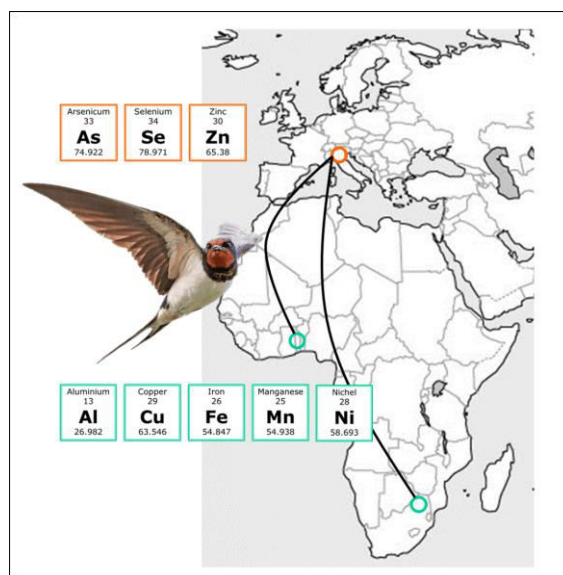 Arsenicum Selenium Zinc
33 34 30
As Se Zn
74.922 78.971 65.38
Aluminium Copper Iron Manganese Nichel
13 29 26 25 28
Al Cu Fe Mn Ni
26.982 63.546 54.847 54.938 58.693